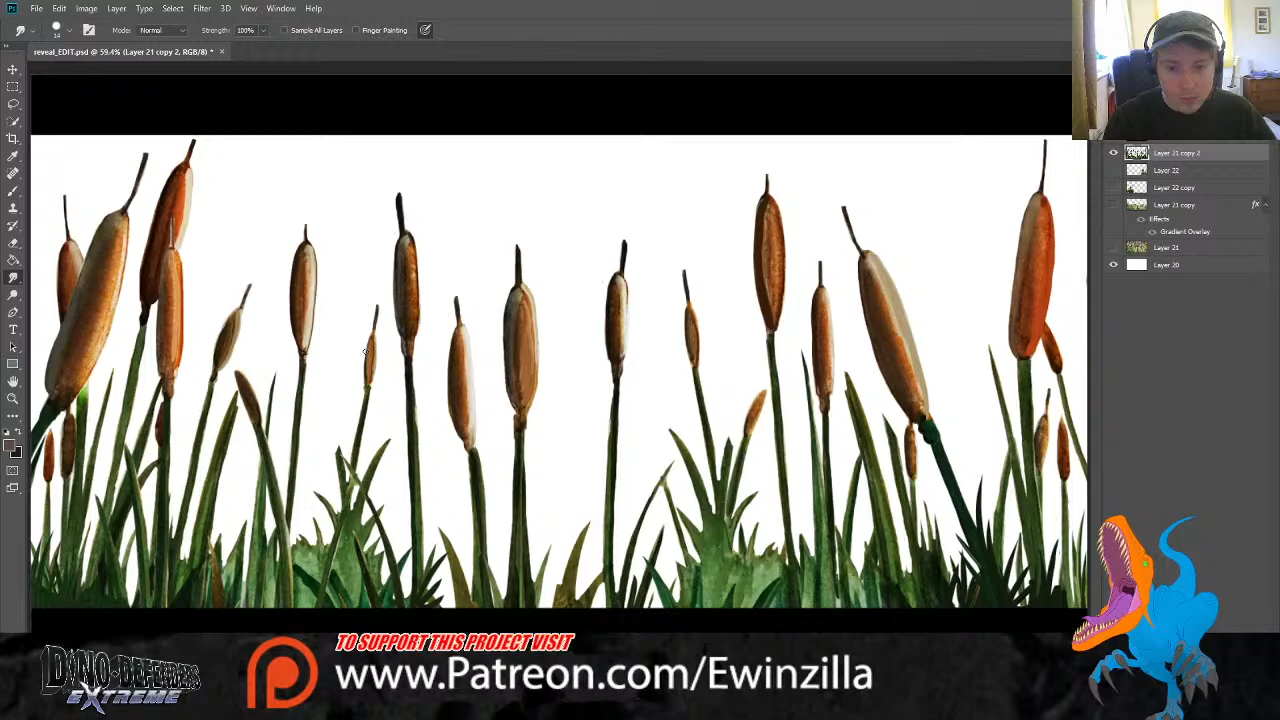 File Edit Image Layer Type Select Filter 3D View Window Help
14 Mode: Normal Strength: 100% Sample All Layers Finger Painting
reveal_EDIT.psd @ 59.4% (Layer 21 copy 2, RGB/8) * ×
Layer 21 copy 2
Layer 22
Layer 22 copy
Layer 21 copy fx
Effects
Gradient Overlay
Layer 21
Layer 20
TO SUPPORT THIS PROJECT VISIT
www.Patreon.com/Ewinzilla
DINO-DEFENDERS
EXTREME